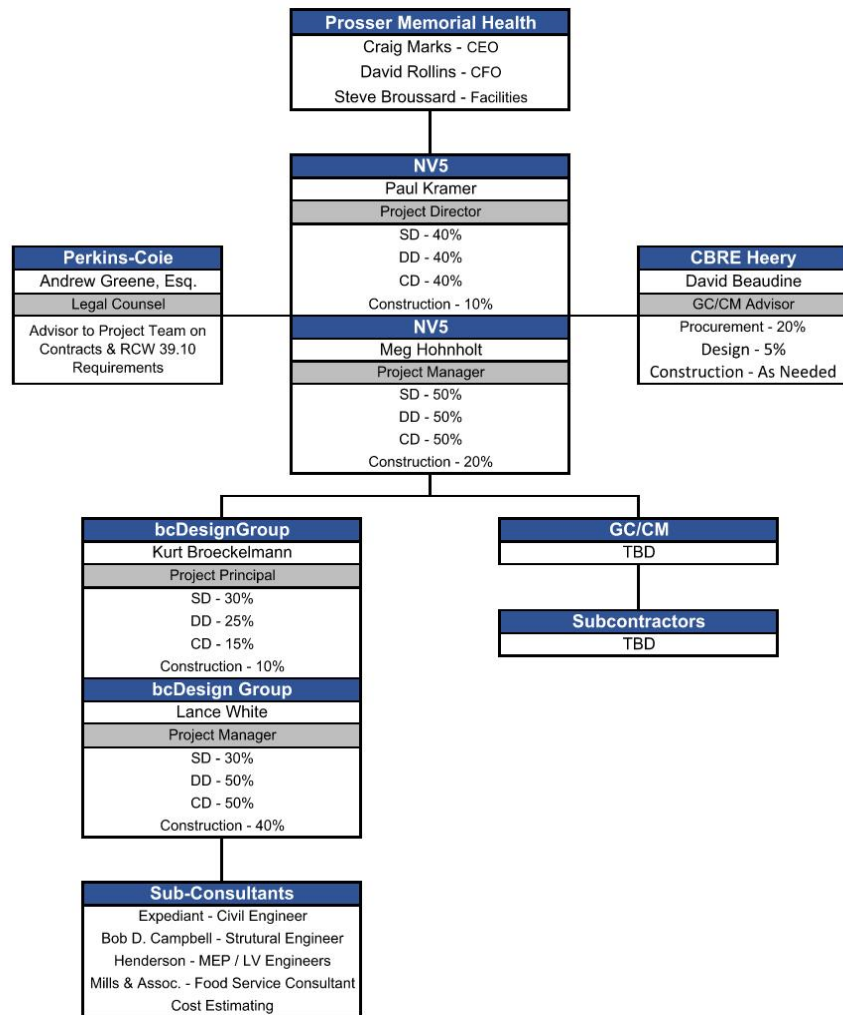 Prosser Memorial Health
Craig Marks - CEO
David Rollins - CFO
Steve Broussard - Facilities
NV5
Paul Kramer
Project Director
SD - 40%
DD - 40%
CD - 40%
Construction - 10%
NV5
Meg Hohnholt
Project Manager
SD - 50%
DD - 50%
CD - 50%
Construction - 20%
Perkins-Coie
Andrew Greene, Esq.
Legal Counsel
Advisor to Project Team on
Contracts & RCW 39.10
Requirements
CBRE Heery
David Beaudine
GC/CM Advisor
Procurement - 20%
Design - 5%
Construction - As Needed
bcDesignGroup
Kurt Broeckelmann
Project Principal
SD - 30%
DD - 25%
CD - 15%
Construction - 10%
bcDesign Group
Lance White
Project Manager
SD - 30%
DD - 50%
CD - 50%
Construction - 40%
GC/CM
TBD
Subcontractors
TBD
Sub-Consultants
Expediant - Civil Engineer
Bob D. Campbell - Strutural Engineer
Henderson - MEP / LV Engineers
Mills & Assoc. - Food Service Consultant
Cost Estimating